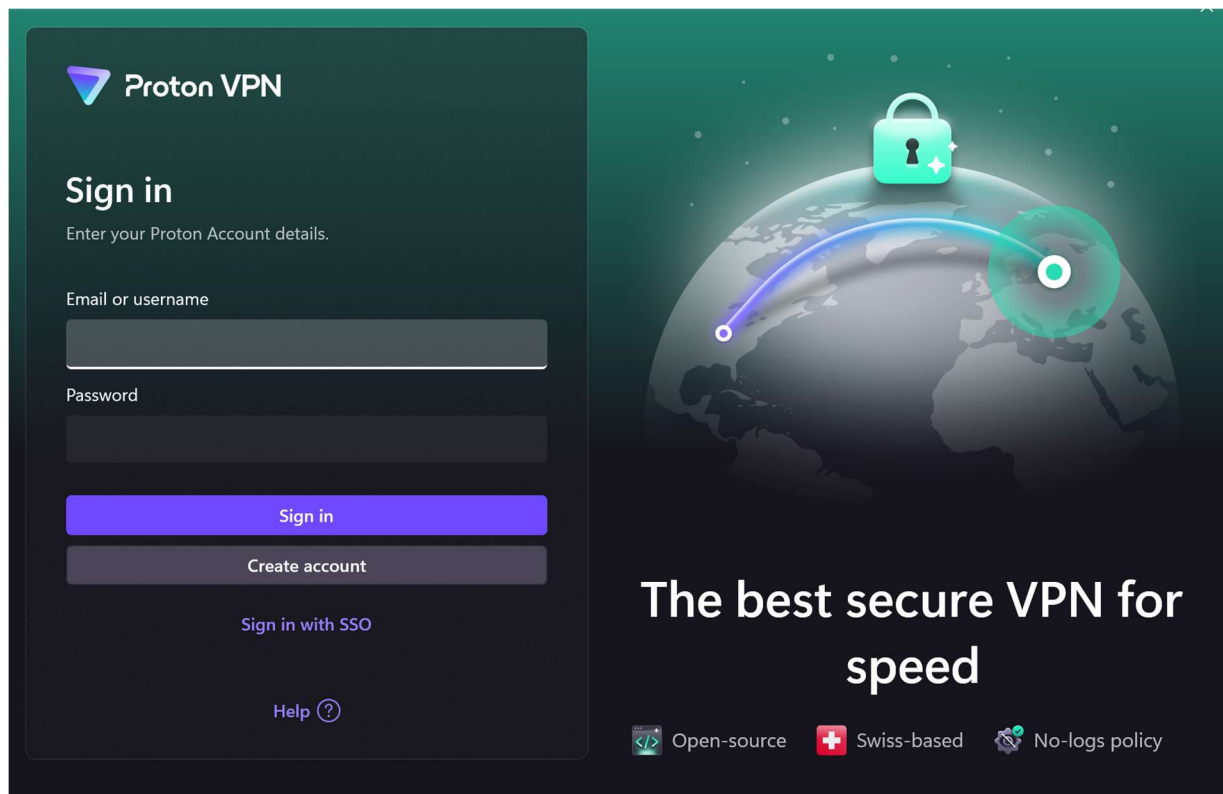 Proton VPN
Sign in
Enter your Proton Account details.
Email or username
Password
Sign in
Create account
Sign in with SSO
Help ?
The best secure VPN for
speed
</> Open-source
Swiss-based
No-logs policy